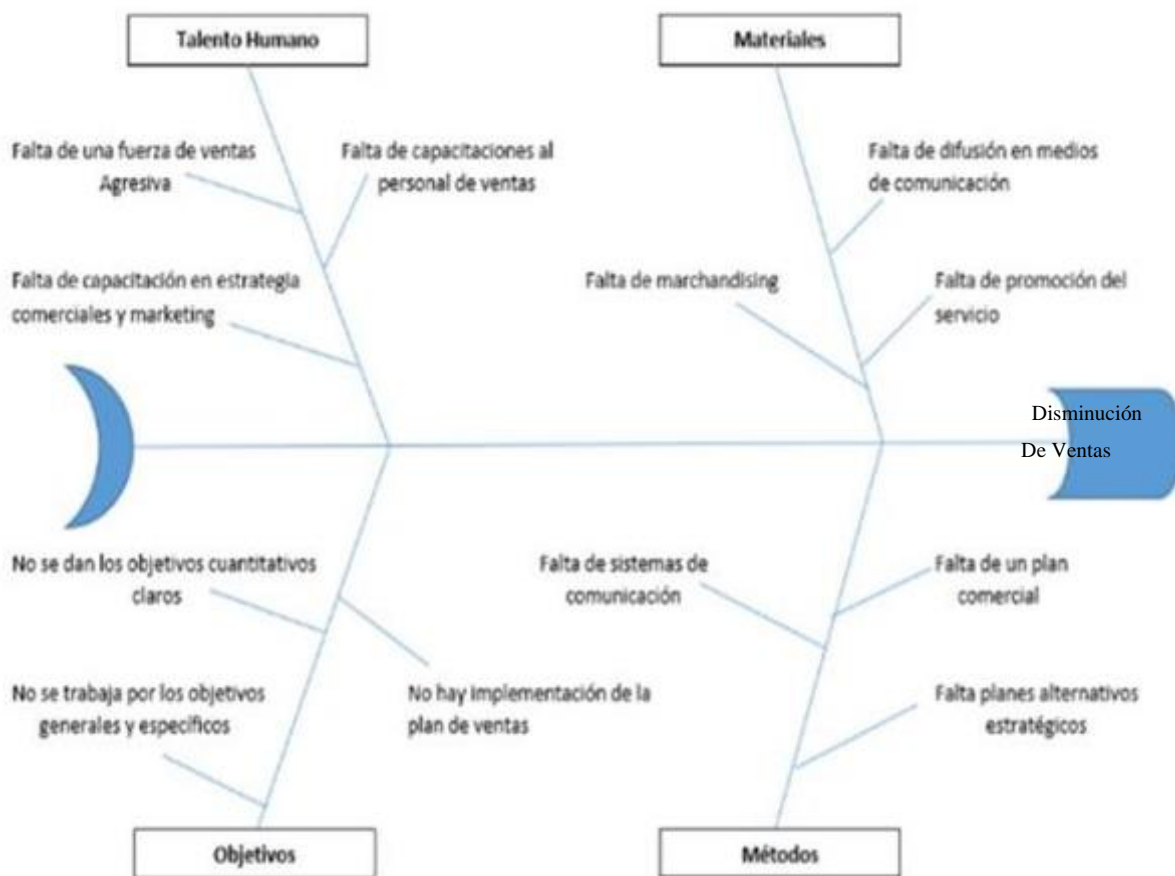 Talento Humano
Materiales
Falta de una fuerza de ventas
Agresiva
Falta de capacitaciones al
personal de ventas
Falta de difusión en medios
de comunicación
Falta de capacitación en estrategia
comerciales y marketing
Falta de marchandising
Falta de promoción del
servicio
Disminución
De Ventas
No se dan los objetivos cuantitativos
claros
Falta de sistemas de
comunicación
Falta de un plan
comercial
No se trabaja por los objetivos
generales y específicos
No hay implementación de la
plan de ventas
Falta planes alternativos
estratégicos
Objetivos
Métodos